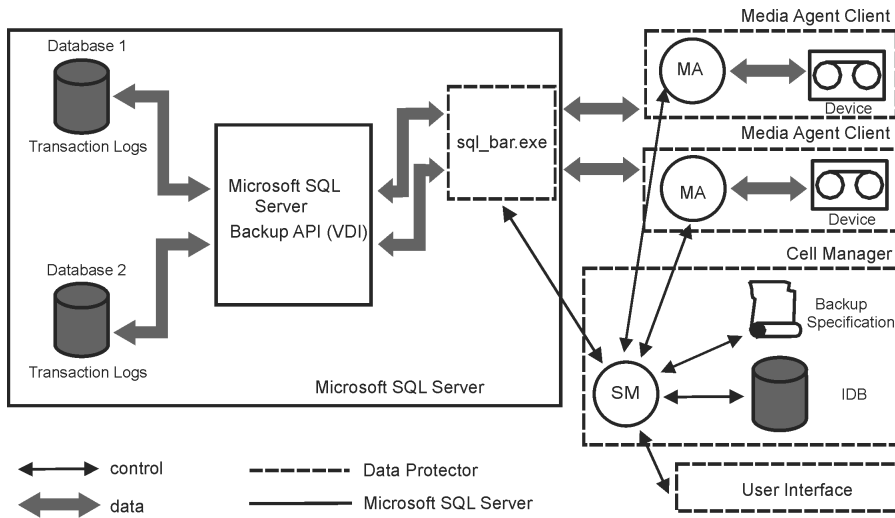 Media Agent Client
Database 1
Transaction Logs
MA
Device
sql_bar.exe
Microsoft SQL
Server
Backup API (VDI)
Media Agent Client
MA
Device
Database 2
Transaction Logs
Microsoft SQL Server
Cell Manager
Backup
Specification
SM
IDB
User Interface
control
data
Data Protector
Microsoft SQL Server